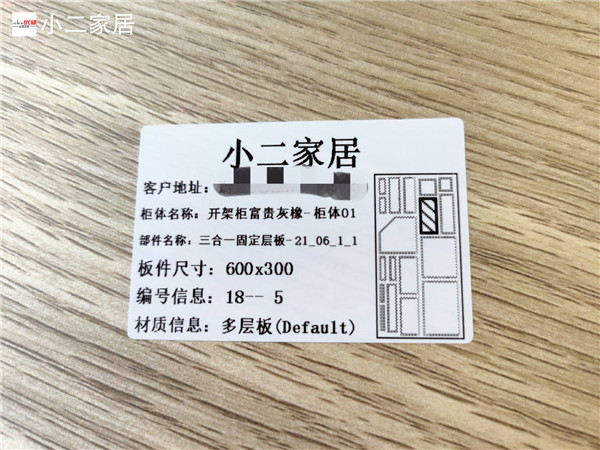 小二家居
小二家居
客户地址：
柜体名称：开架柜富贵灰橡-柜体01
部件名称：三合一固定层板-21_06_1_1
板件尺寸：600x300
编号信息：18-- 5
材质信息：多层板(Default)